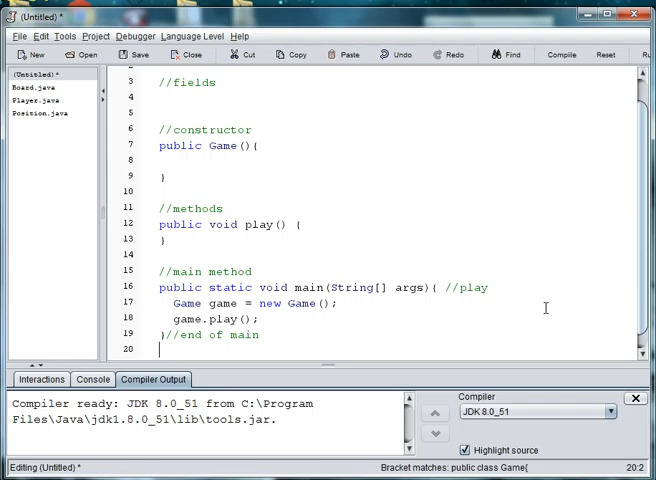 (Untitled) *
File Edit Tools Project Debugger Language Level Help
New Open Save Close Cut Copy Paste Undo Redo Find Compile Reset
(Untitled) *
Board.java
Player.java
Position.java
3 //fields
4
5
6 //constructor
7 public Game(){
8
9 }
10
11 //methods
12 public void play() {
13 }
14
15 //main method
16 public static void main(String[] args){ //play
17 Game game = new Game();
18 game.play();
19 }//end of main
20
Interactions Console Compiler Output
Compiler ready: JDK 8.0_51 from C:\Program
Files\Java\jdk1.8.0_51\lib\tools.jar.
Compiler
JDK 8.0_51
Highlight source
Editing (Untitled) * Bracket matches: public class Game{ 20:2